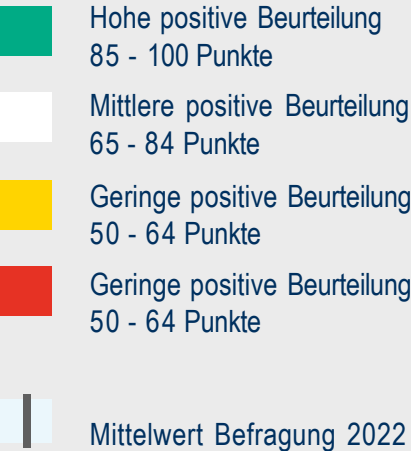 Hohe positive Beurteilung
85 - 100 Punkte
Mittlere positive Beurteilung
65 - 84 Punkte
Geringe positive Beurteilung
50 - 64 Punkte
Geringe positive Beurteilung
50 - 64 Punkte
Mittelwert Befragung 2022